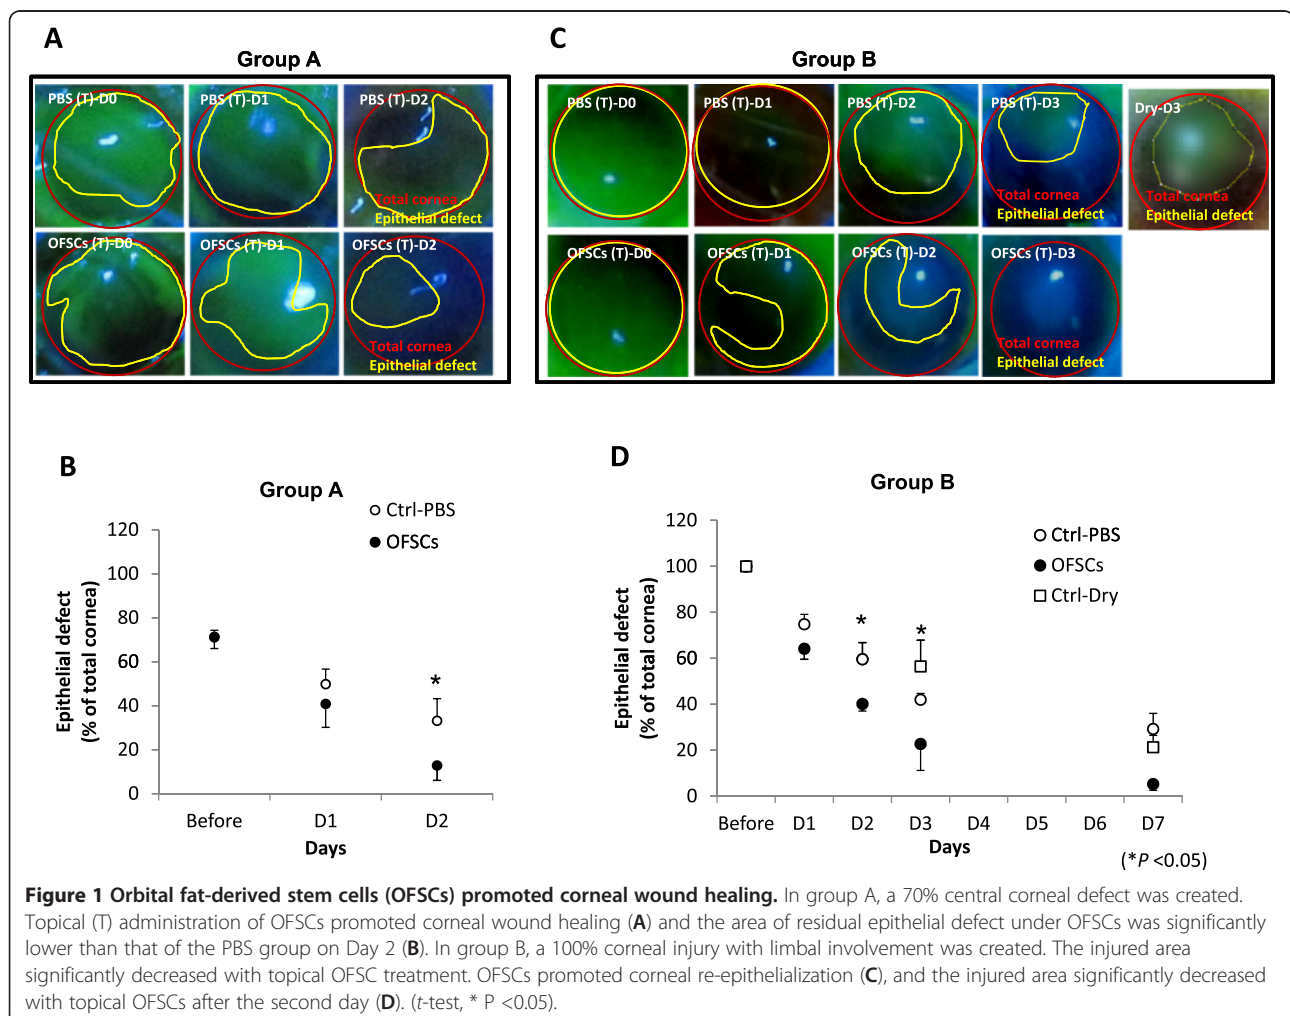 A
Group A
PBS (T)-D0
PBS (T)-D1
PBS (T)-D2
Total cornea
Epithelial defect
OFSCs (T)-D0
OFSCs (T)-D1
OFSCs (T)-D2
Total cornea
Epithelial defect
C
Group B
PBS (T)-D0
PBS (T)-D1
PBS (T)-D2
PBS (T)-D3
Total cornea
Epithelial defect
Dry-D3
Total cornea
Epithelial defect
OFSCs (T)-D0
OFSCs (T)-D1
OFSCs (T)-D2
OFSCs (T)-D3
Total cornea
Epithelial defect
B
Group A
Ctrl-PBS
OFSCs
Epithelial defect
(% of total cornea)
120
100
80
60
40
20
0
*
Before D1 D2
Days
D
Group B
Ctrl-PBS
OFSCs
Ctrl-Dry
Epithelial defect
(% of total cornea)
120
100
80
60
40
20
0
* *
Before D1 D2 D3 D4 D5 D6 D7
Days
(*P <0.05)
Figure 1 Orbital fat-derived stem cells (OFSCs) promoted corneal wound healing. In group A, a 70% central corneal defect was created.
Topical (T) administration of OFSCs promoted corneal wound healing (A) and the area of residual epithelial defect under OFSCs was significantly
lower than that of the PBS group on Day 2 (B). In group B, a 100% corneal injury with limbal involvement was created. The injured area
significantly decreased with topical OFSC treatment. OFSCs promoted corneal re-epithelialization (C), and the injured area significantly decreased
with topical OFSCs after the second day (D). (t-test, * P <0.05).